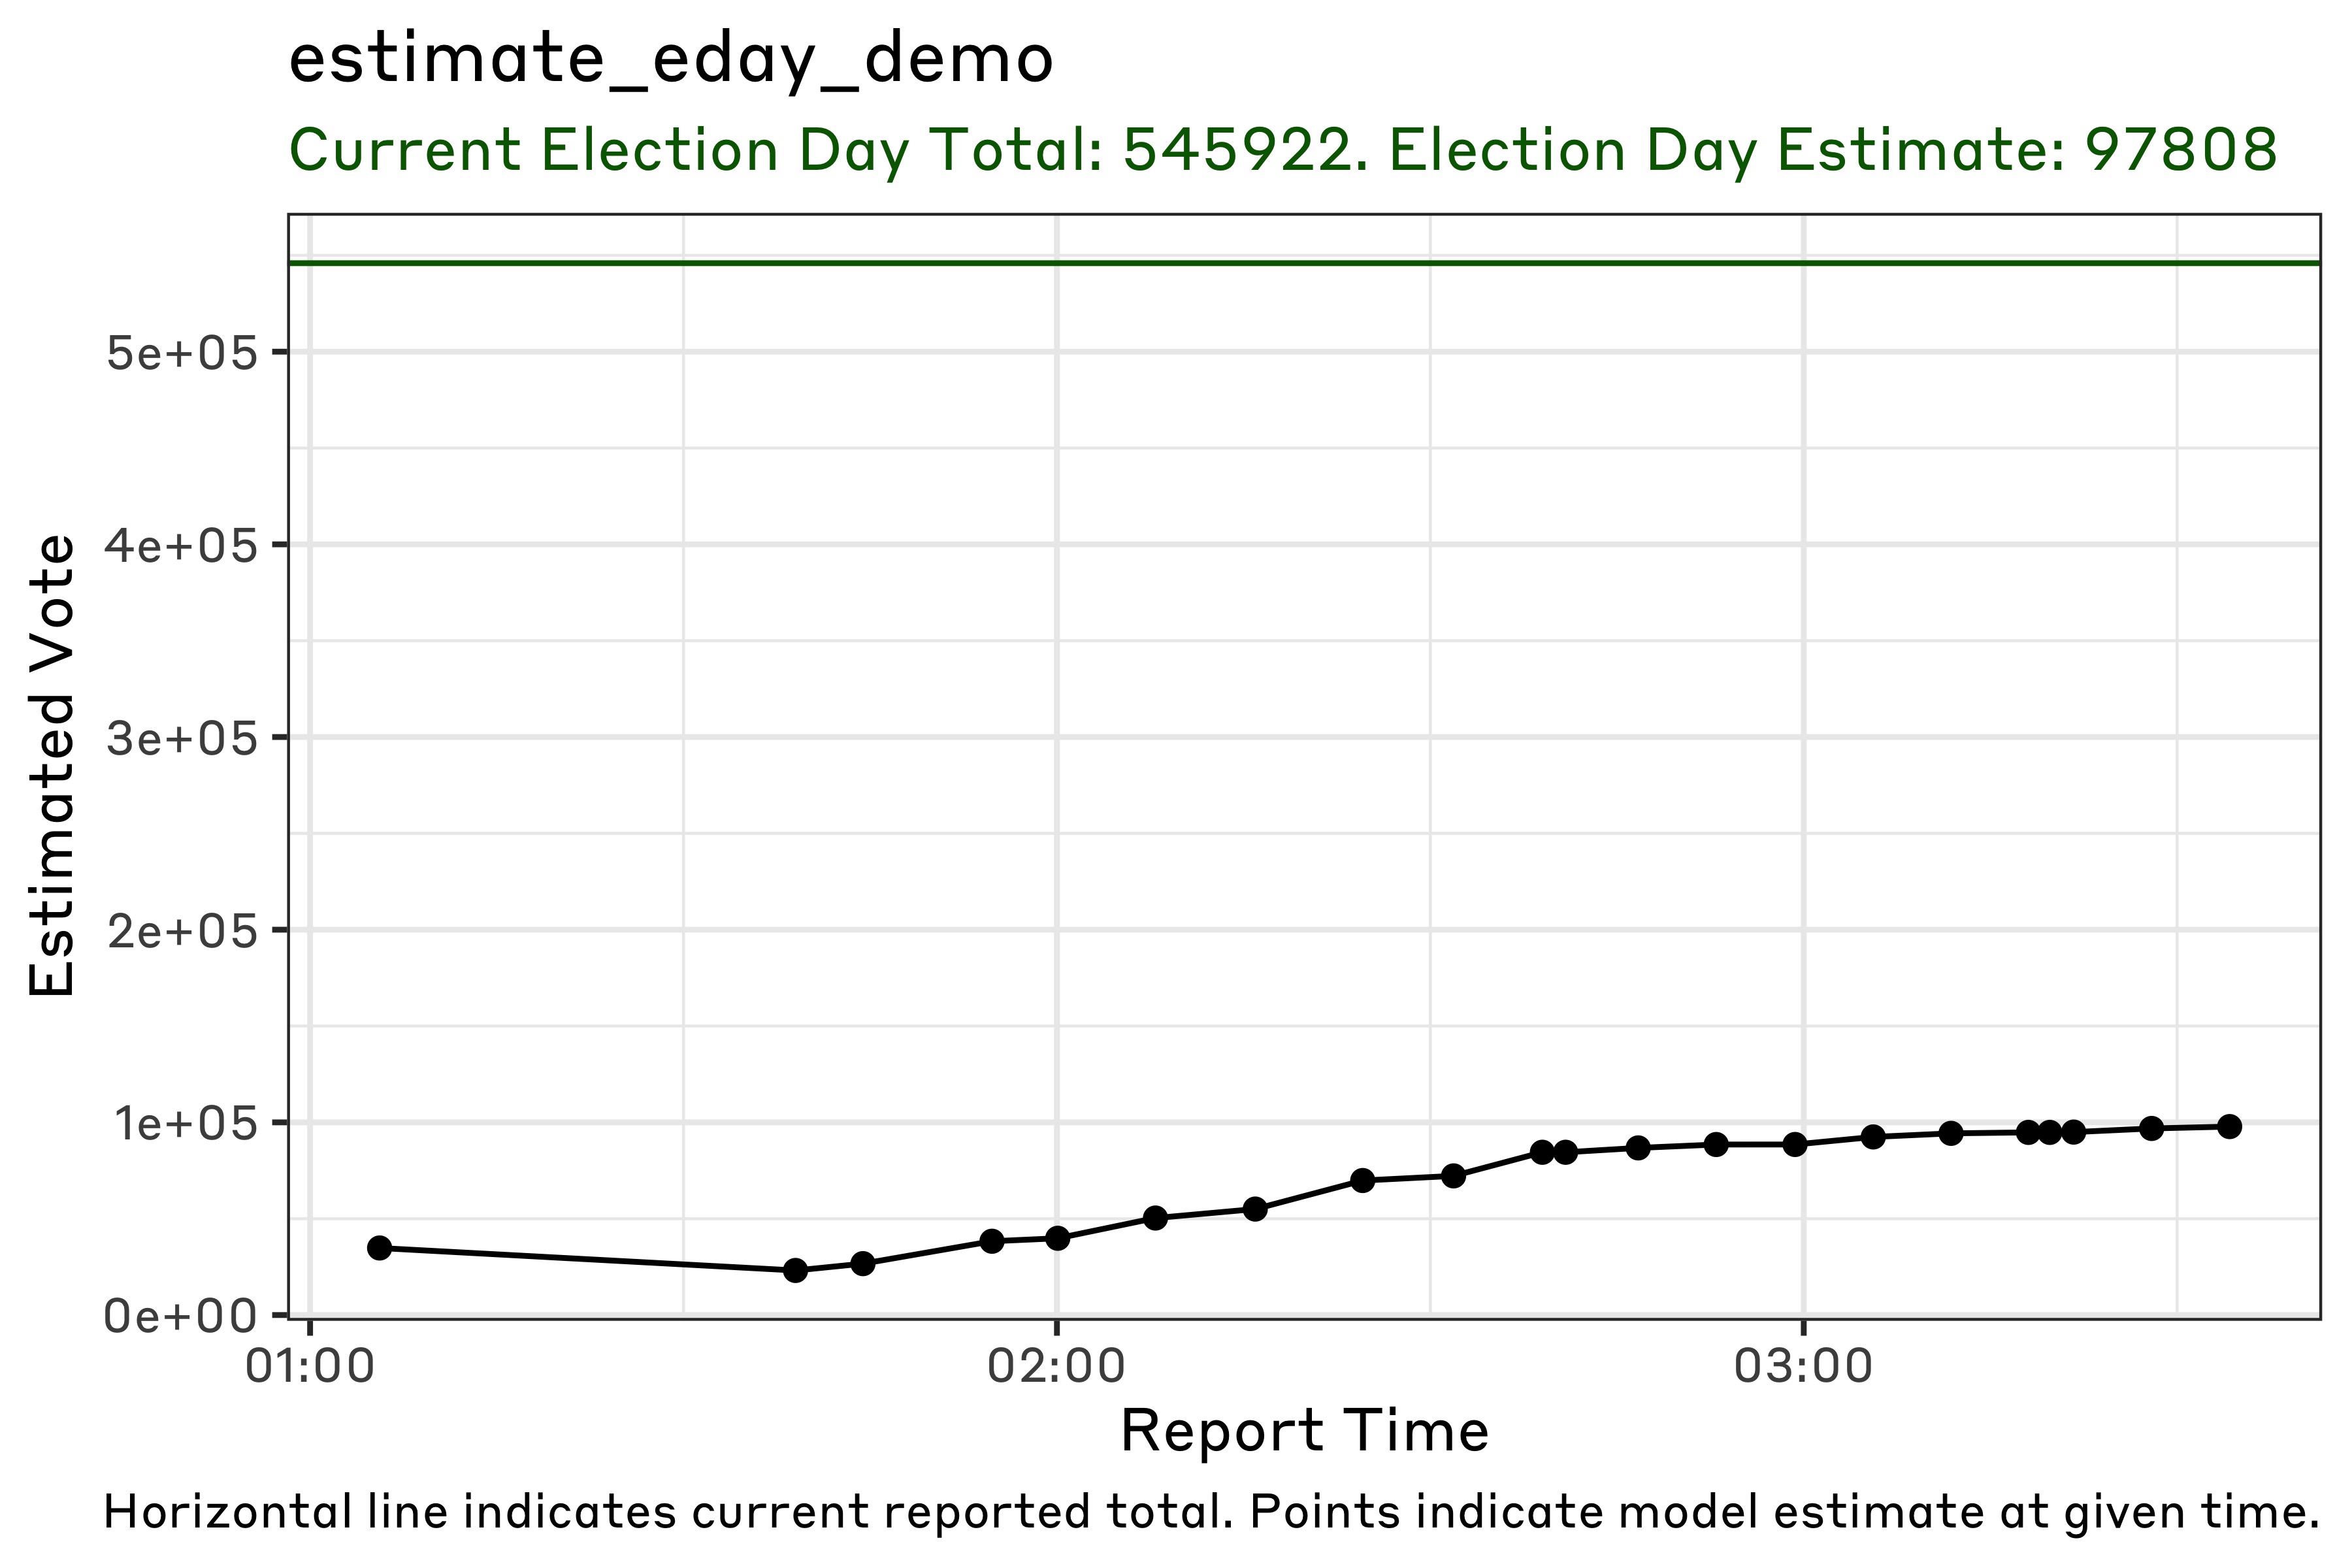 estimate_eday_demo
Current Election Day Total: 545922. Election Day Estimate: 97808
Estimated Vote
5e+05
4e+05
3e+05
2e+05
1e+05
0e+00
01:00 02:00 03:00
Report Time
Horizontal line indicates current reported total. Points indicate model estimate at given time.